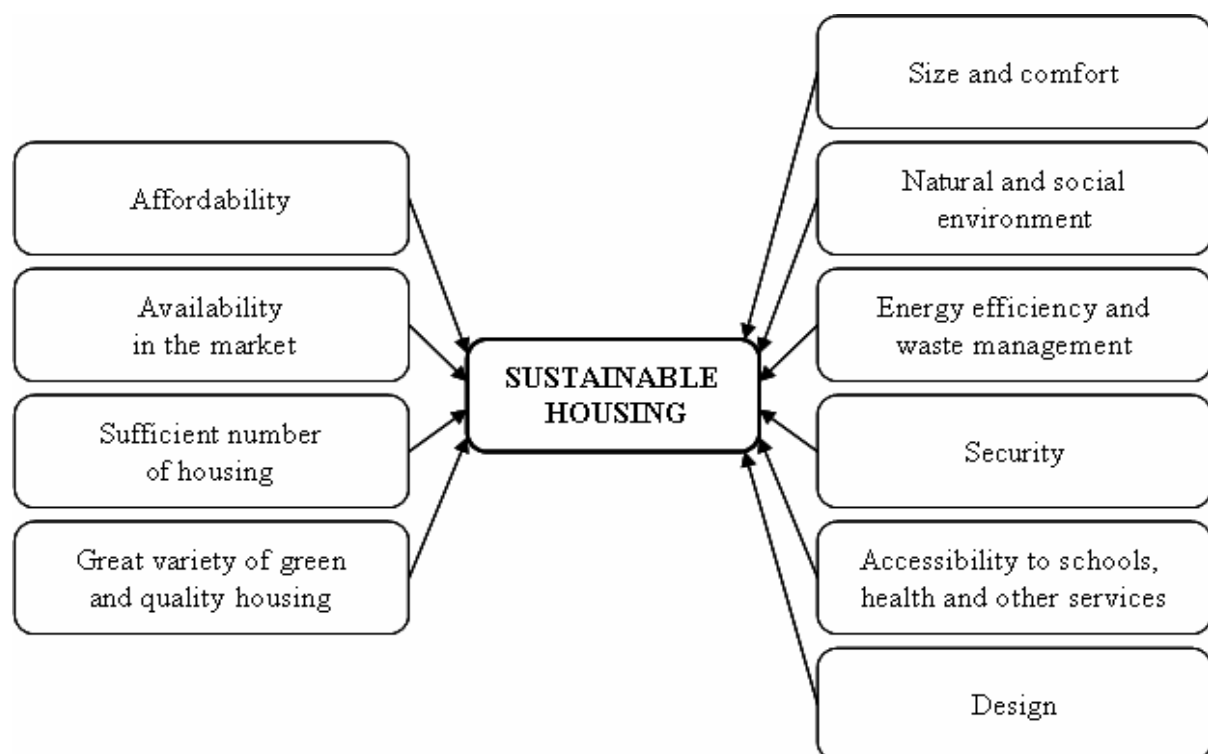 Affordability
Availability
in the market
Sufficient number
of housing
Great variety of green
and quality housing
SUSTAINABLE
HOUSING
Size and comfort
Natural and social
environment
Energy efficiency and
waste management
Security
Accessibility to schools,
health and other services
Design